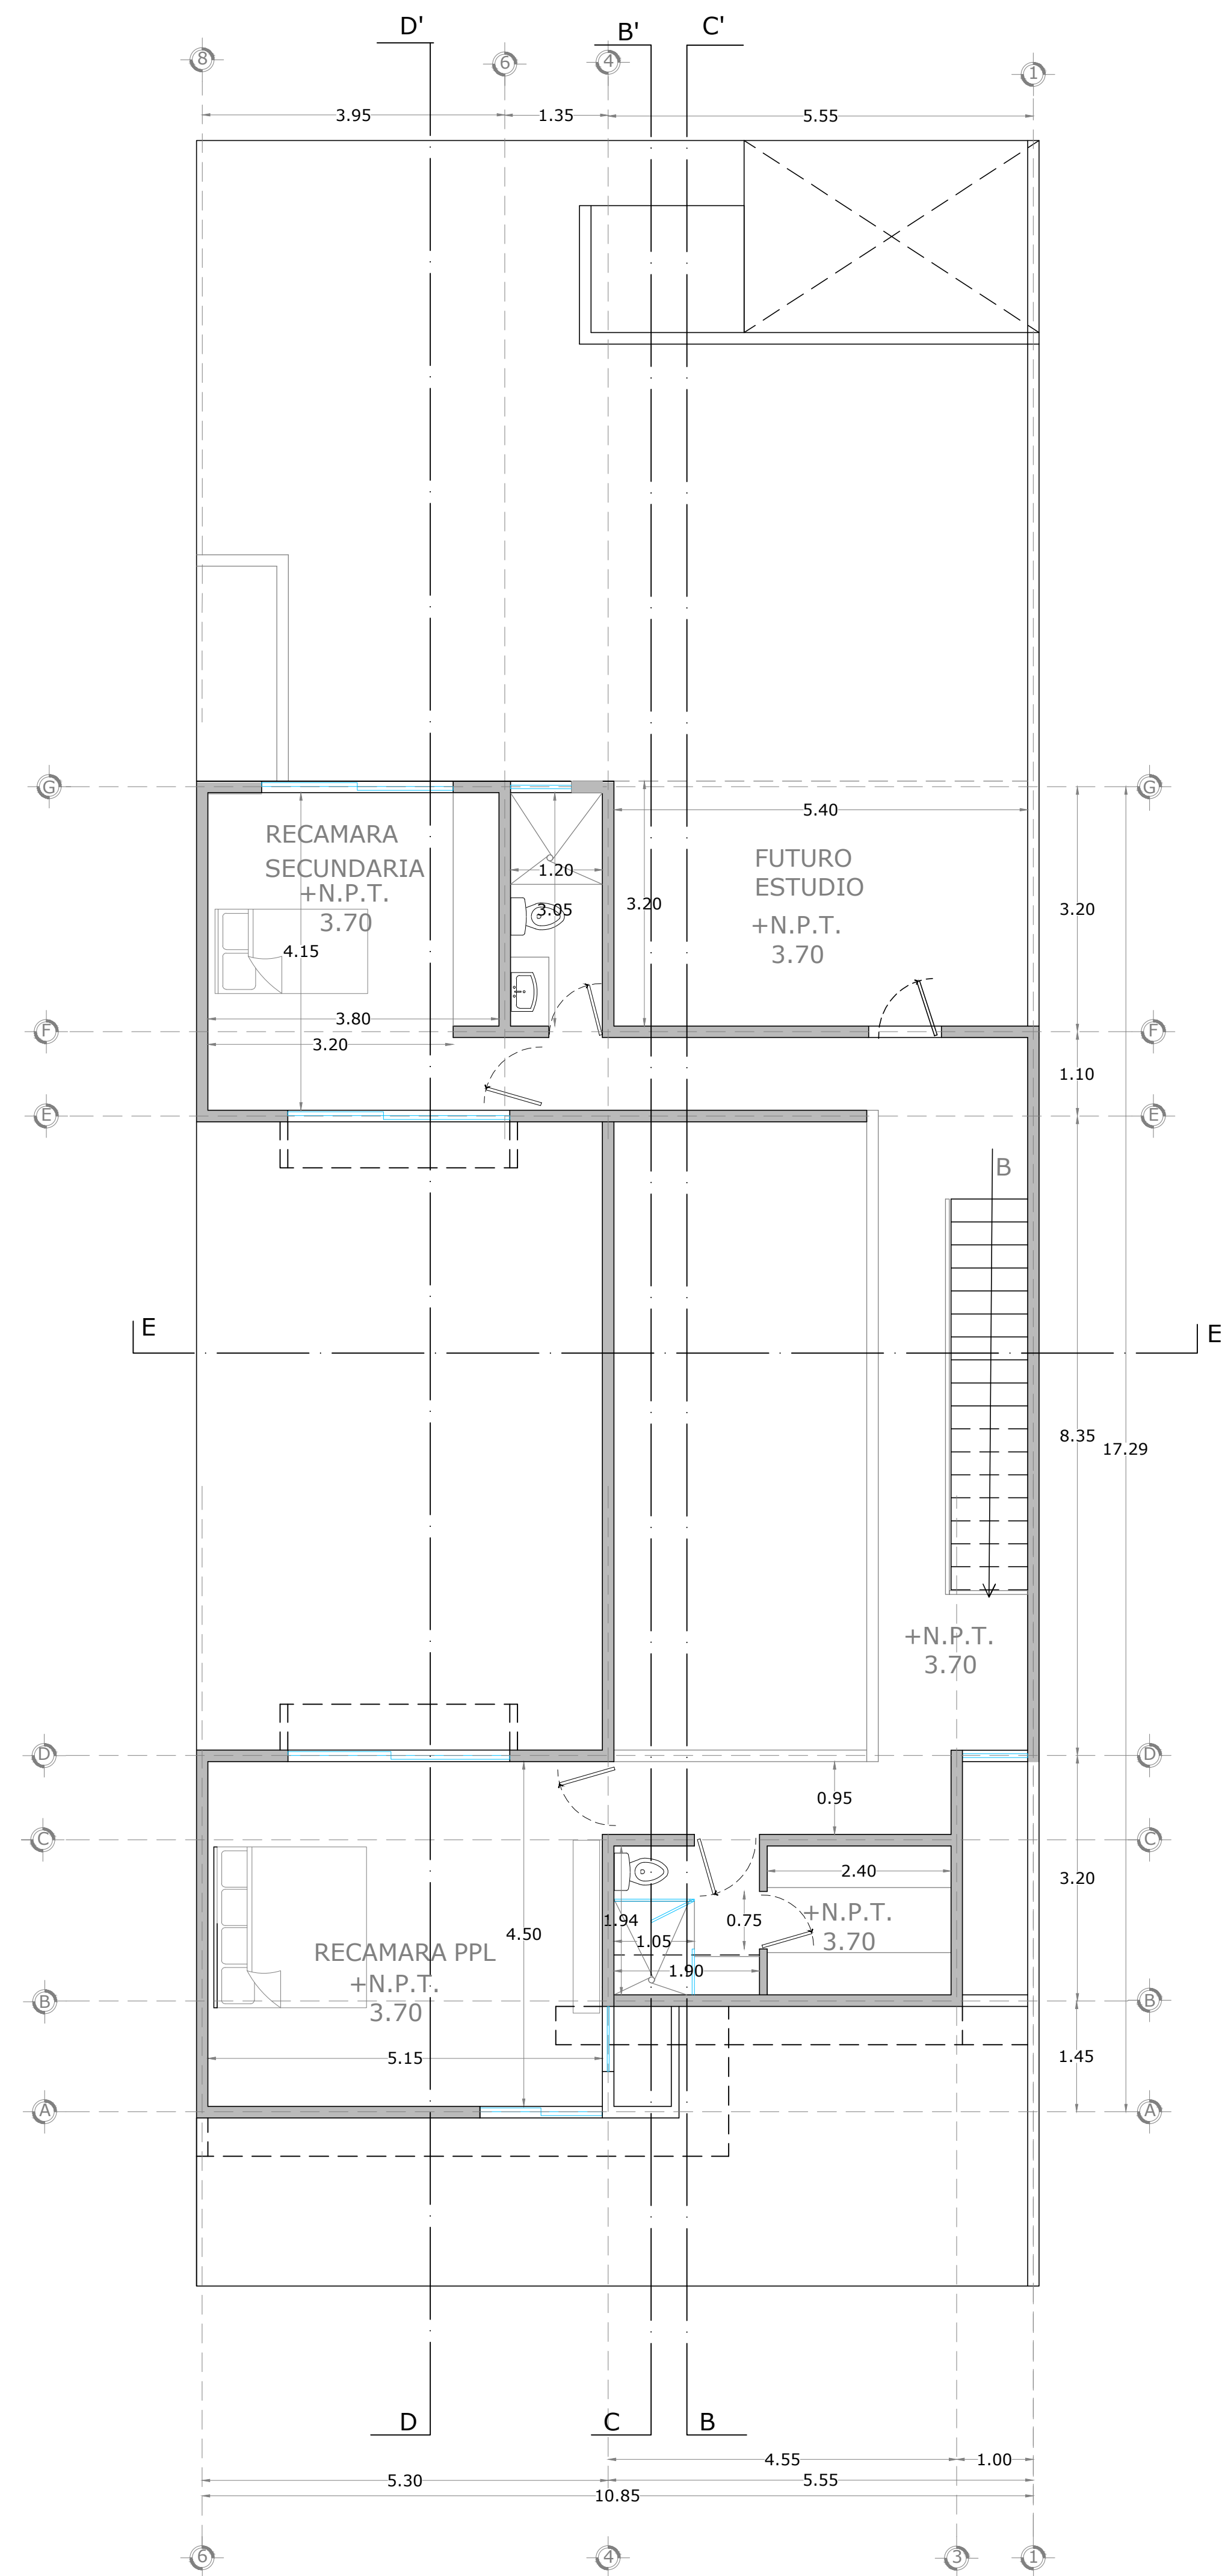 D'
B'
C'
8
6
4
1
3.95
1.35
5.55
G
G
5.40
RECAMARA
SECUNDARIA
+N.P.T.
3.70
FUTURO
ESTUDIO
+N.P.T.
3.70
1.20
3.05
3.20
3.20
4.15
3.80
3.20
F
F
1.10
E
E
B
E
E
8.35
17.29
+N.P.T.
3.70
D
D
0.95
C
C
2.40
3.20
+N.P.T.
3.70
1.94
0.75
1.05
1.90
4.50
RECAMARA PPL
+N.P.T.
3.70
B
B
5.15
1.45
A
A
D
C
B
4.55
1.00
5.30
5.55
10.85
6
4
3
1